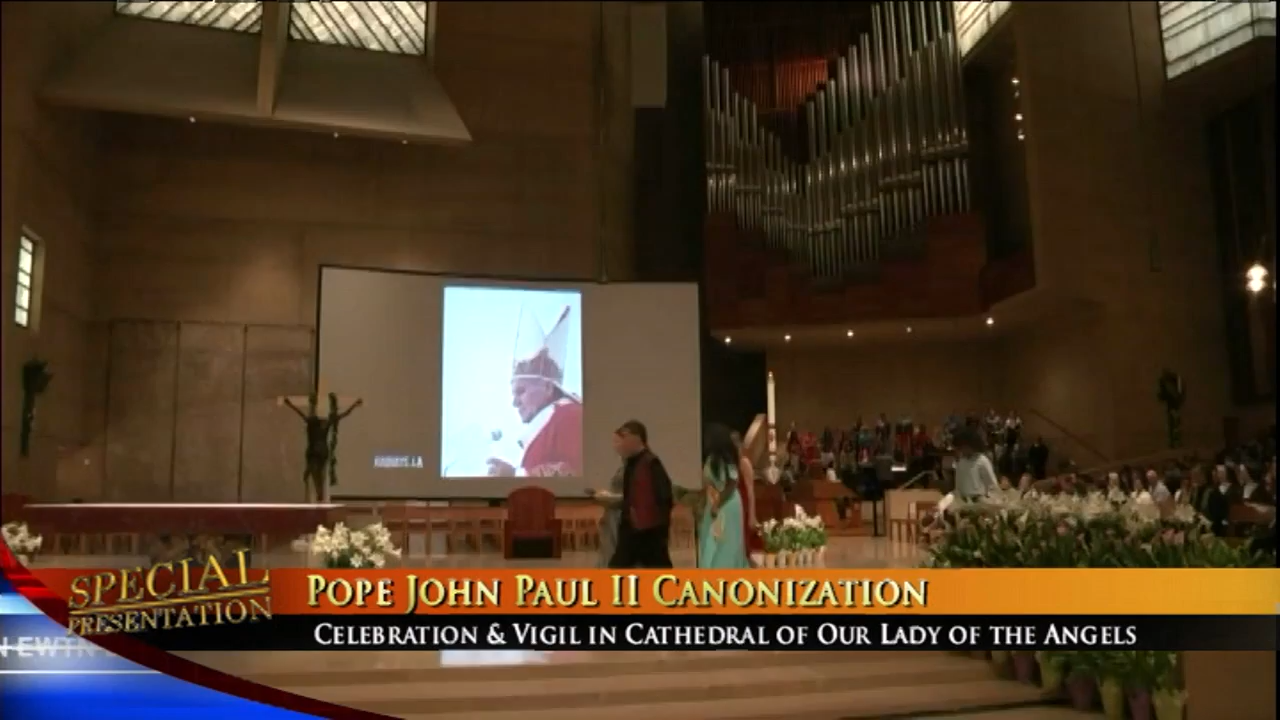 SPECIAL
PRESENTATION
POPE JOHN PAUL II CANONIZATION
CELEBRATION & VIGIL IN CATHEDRAL OF OUR LADY OF THE ANGELS
EWTN